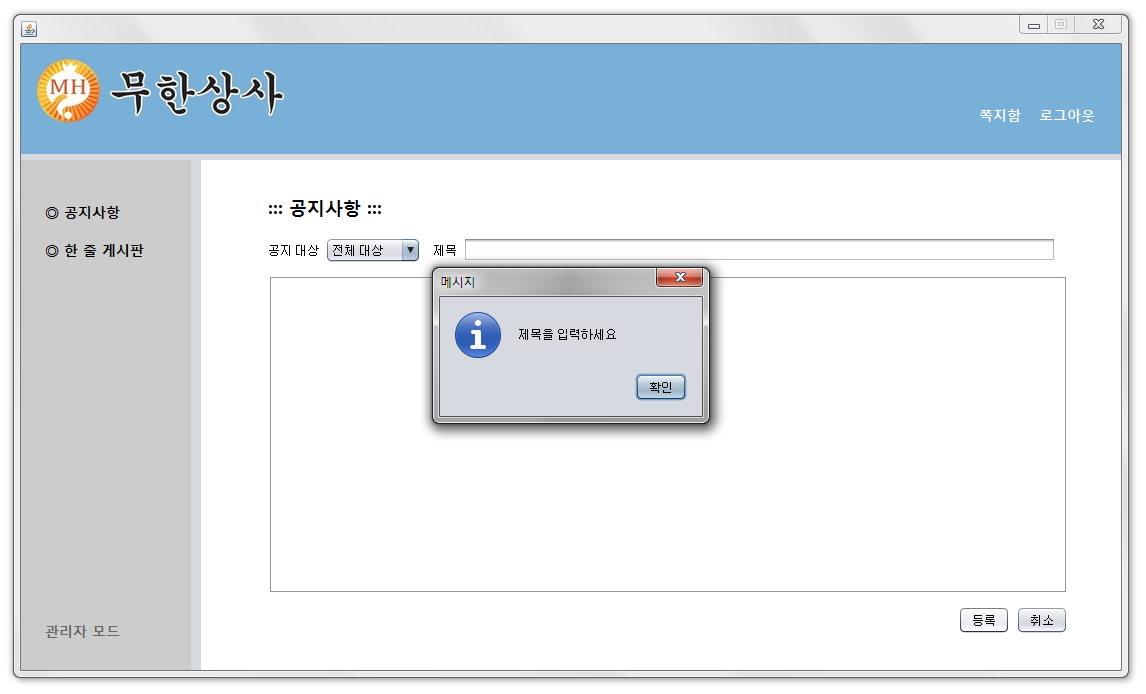 MH 무한상사
쪽지함 로그아웃
◎ 공지사항
◎ 한 줄 게시판
관리자 모드
::: 공지사항 :::
공지 대상 전체 대상 제목
메시지
제목을 입력하세요
확인
등록 취소